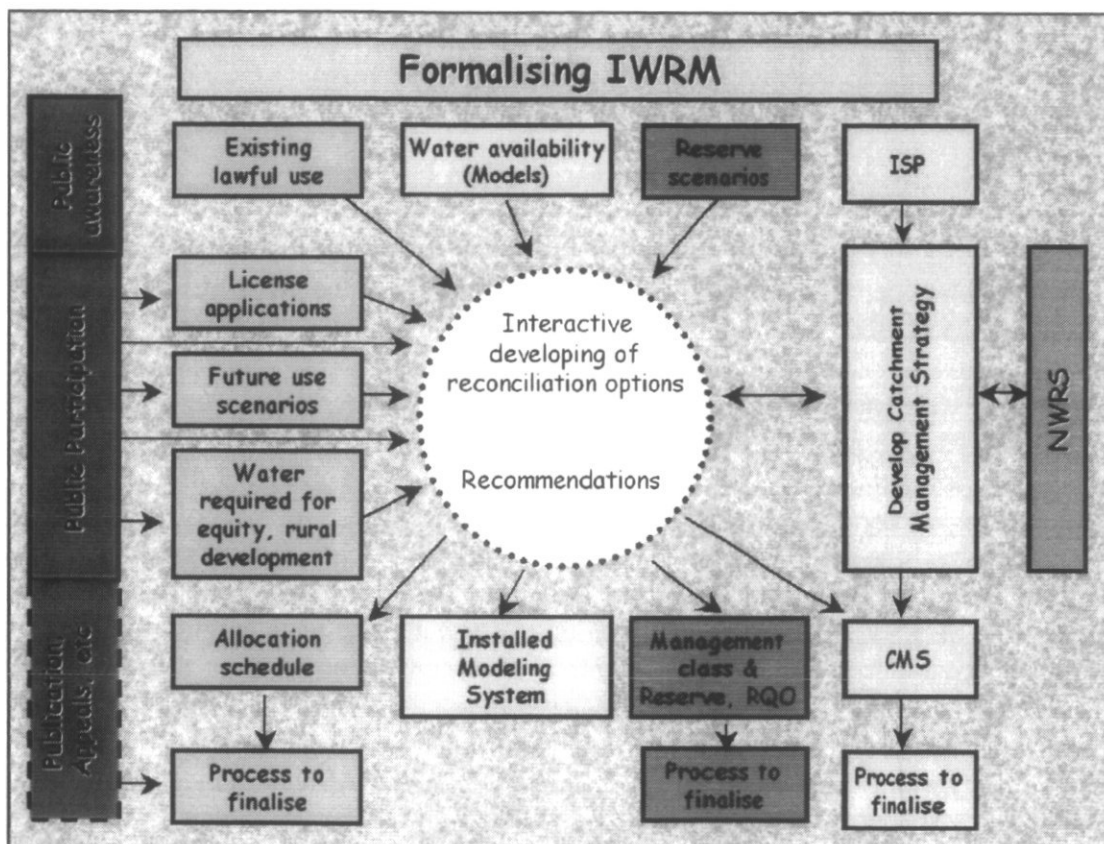 Formalising IWRM
Public
awareness
Public Participation
Publication,
Appeals, etc
Existing
lawful use
Water availability
(Models)
Reserve
scenarios
ISP
License
applications
Future use
scenarios
Water
required for
equity, rural
development
Interactive
developing of
reconciliation options
Recommendations
Develop Catchment
Management Strategy
NWRS
Allocation
schedule
Installed
Modeling
System
Management
class &
Reserve, RQO
CMS
Process to
finalise
Process to
finalise
Process to
finalise